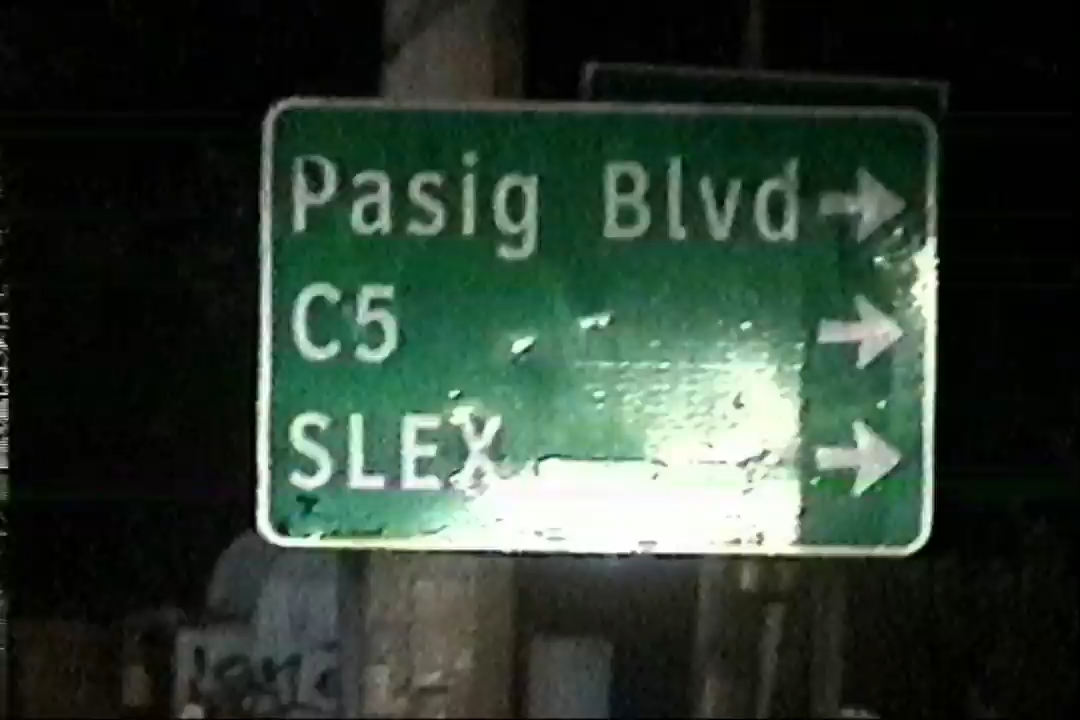 Pasig Blvd →
C5 →
SLEX →